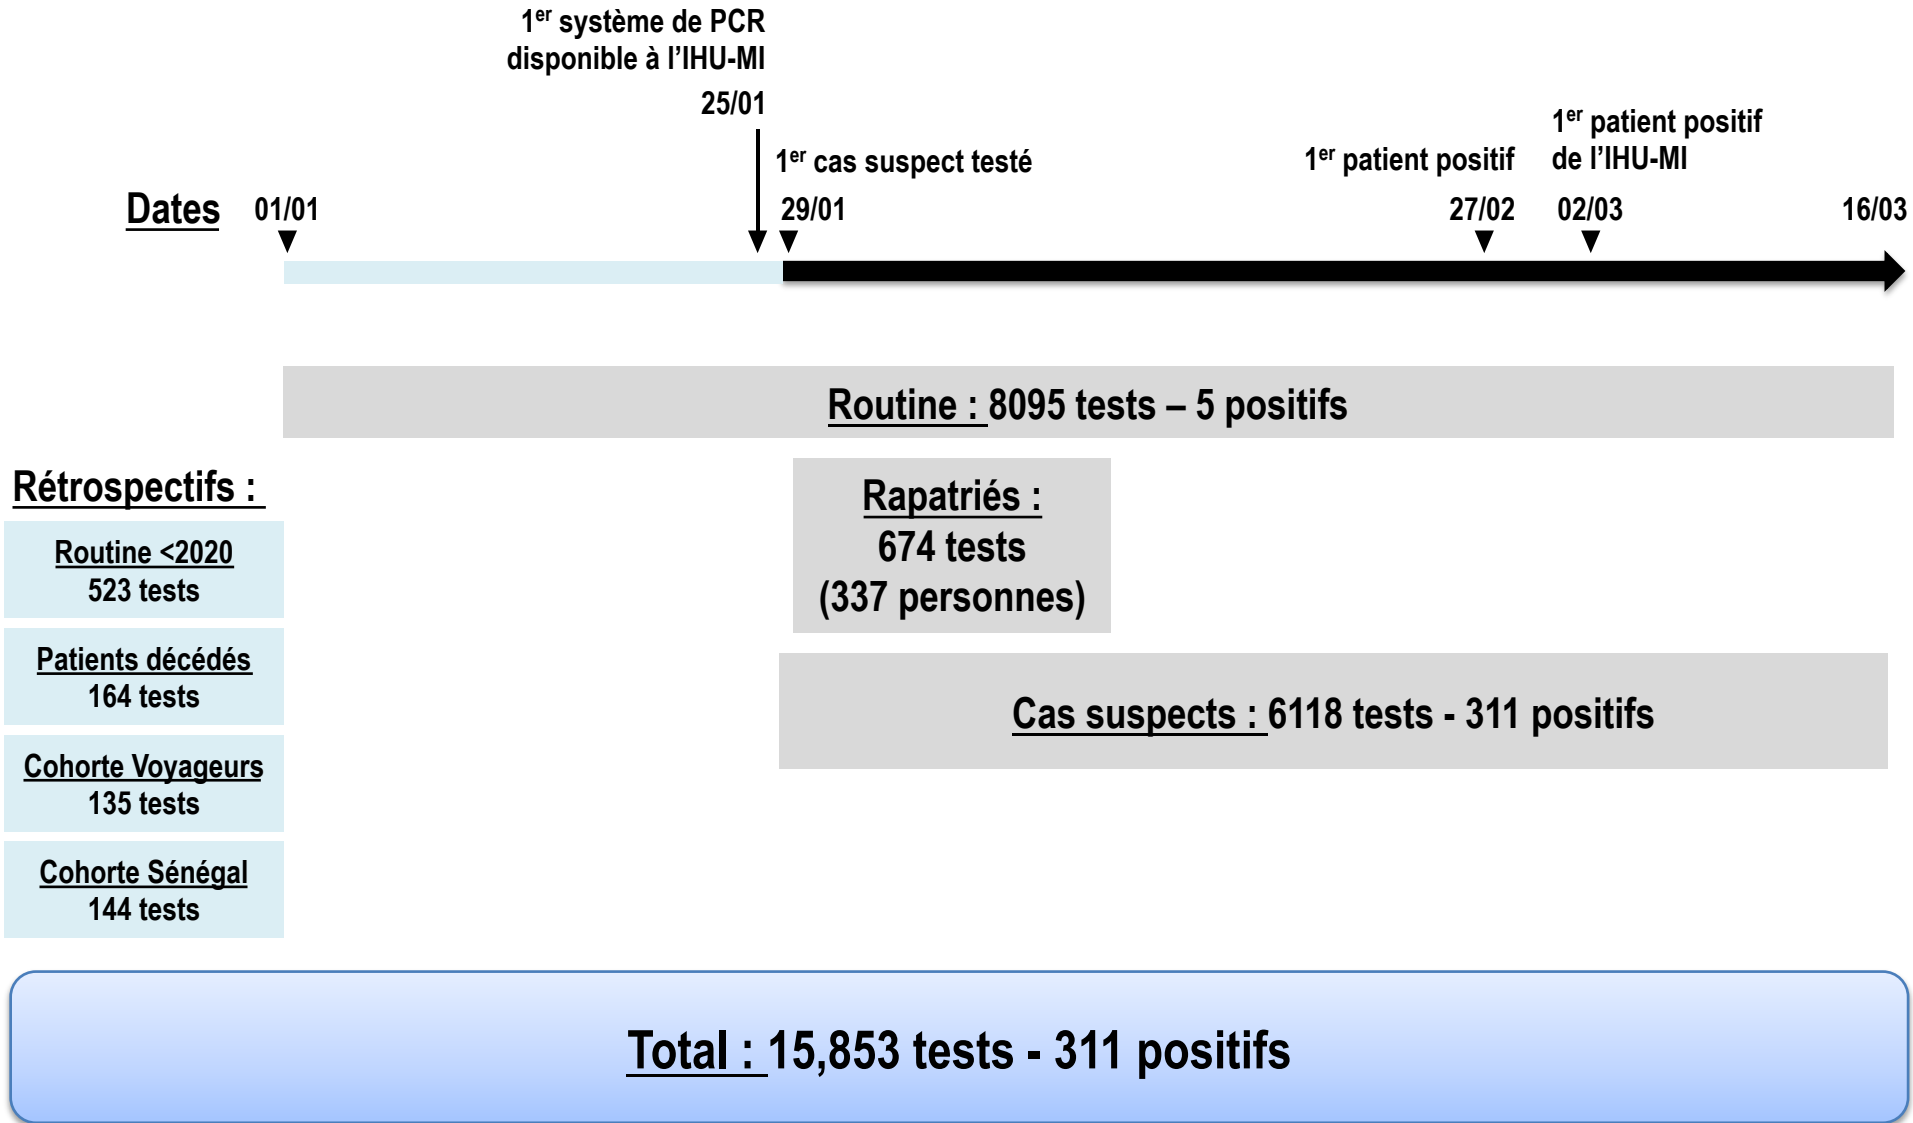 1er système de PCR
disponible à l'IHU-MI
25/01
1er cas suspect testé
1er patient positif
1er patient positif
de l'IHU-MI
Dates 01/01 29/01 27/02 02/03 16/03
Routine : 8095 tests – 5 positifs
Rétrospectifs :
Routine <2020
523 tests
Patients décédés
164 tests
Cohorte Voyageurs
135 tests
Cohorte Sénégal
144 tests
Rapatriés :
674 tests
(337 personnes)
Cas suspects : 6118 tests - 311 positifs
Total : 15,853 tests - 311 positifs